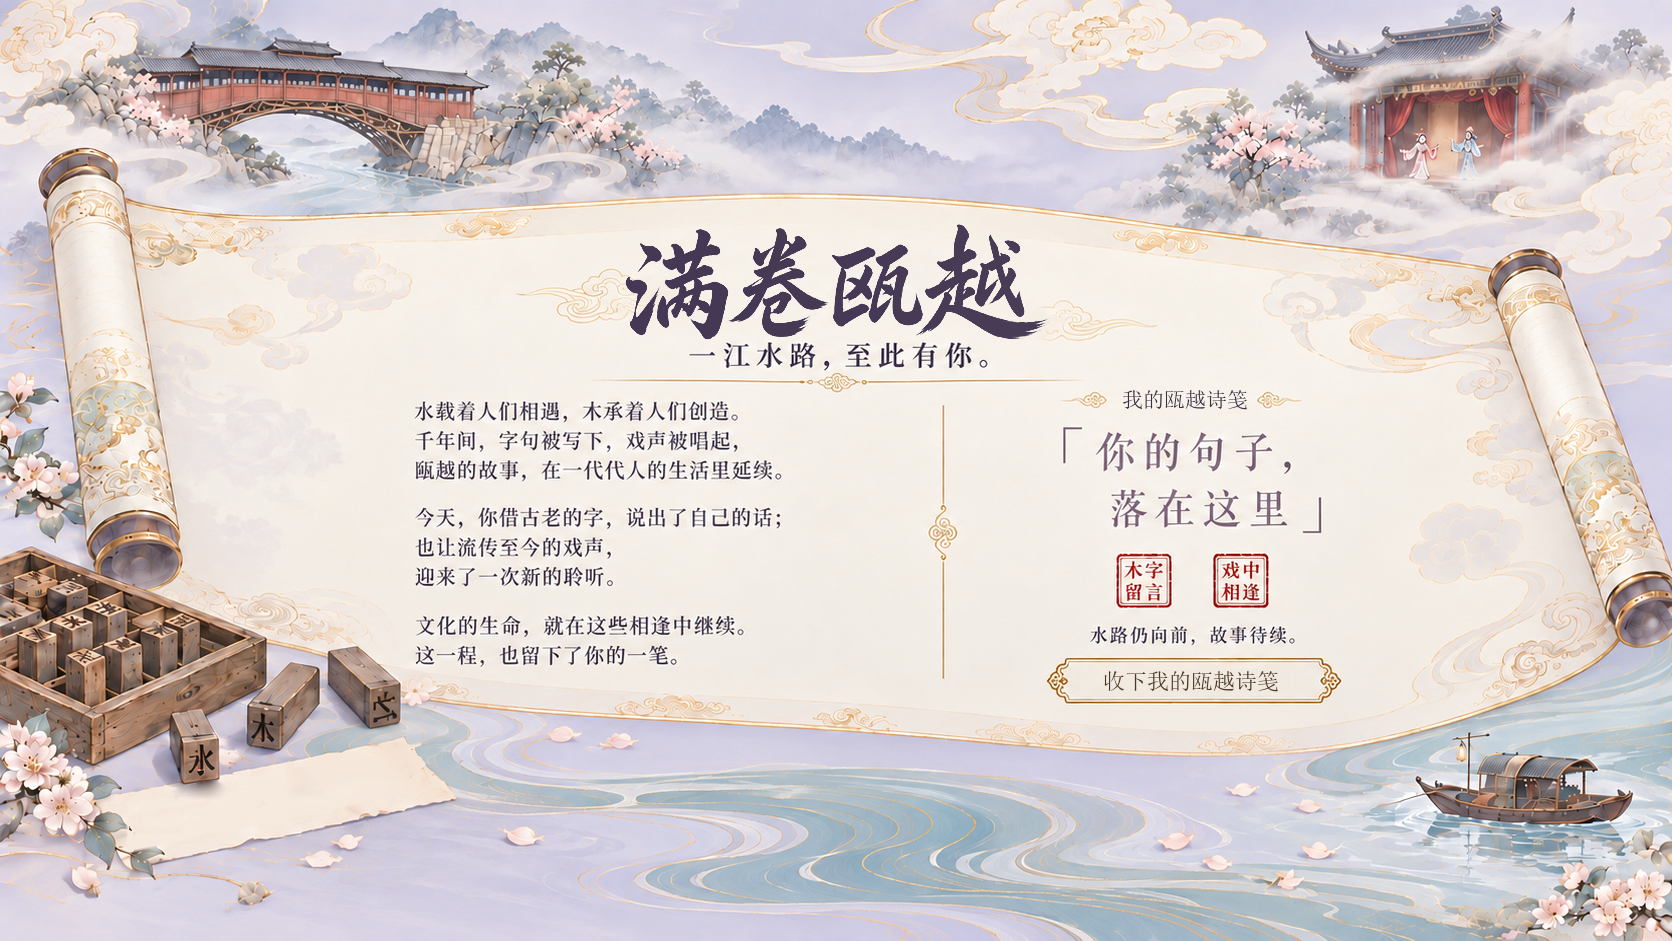 满卷瓯越
一江水路，至此有你。
水载着人们相遇，木承着人们创造。
千年间，字句被写下，戏声被唱起，
瓯越的故事，在一代代人的生活里延续。
今天，你借古老的字，说出了自己的话；
也让流传至今的戏声，
迎来了一次新的聆听。
文化的生命，就在这些相逢中继续。
这一程，也留下了你的一笔。
我的瓯越诗笺
「你的句子，
落在这里」
木字
留言
戏中
相逢
水路仍向前，故事待续。
收下我的瓯越诗笺
木
水